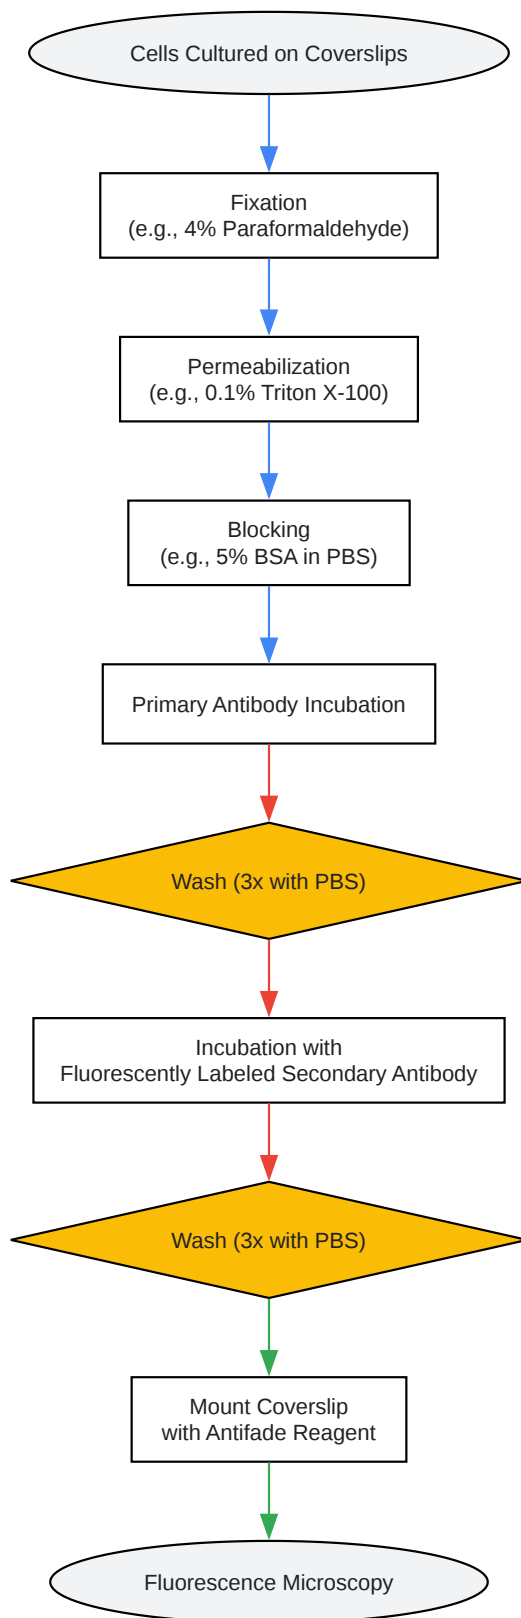 Cells Cultured on Coverslips
Fixation
(e.g., 4% Paraformaldehyde)
Permeabilization
(e.g., 0.1% Triton X-100)
Blocking
(e.g., 5% BSA in PBS)
Primary Antibody Incubation
Wash (3x with PBS)
Incubation with
Fluorescently Labeled Secondary Antibody
Wash (3x with PBS)
Mount Coverslip
with Antifade Reagent
Fluorescence Microscopy